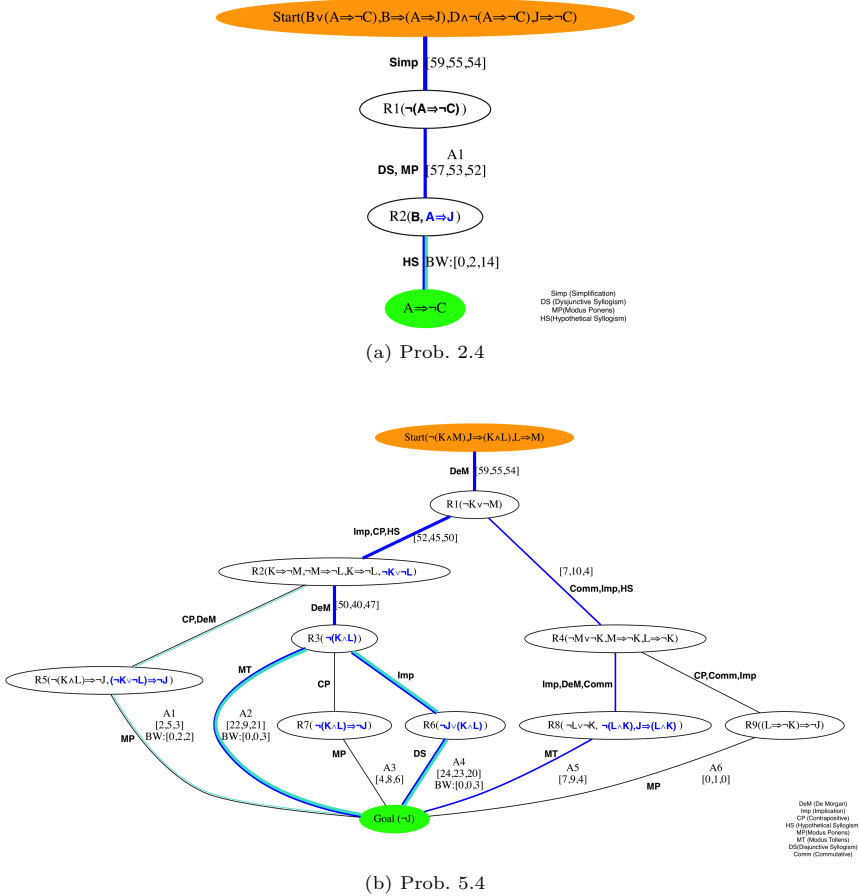 Start(B∨(A⇒¬C),B⇒(A⇒J),D∧¬(A⇒¬C),J⇒¬C)
Simp [59,55,54]
R1(¬(A⇒¬C) )
A1
DS, MP [57,53,52]
R2(B, A⇒J )
HS BW:[0,2,14]
A⇒¬C
Simp (Simplification)
DS (Dysjunctive Syllogism)
MP(Modus Ponens)
HS(Hypothetical Syllogism)
(a) Prob. 2.4
Start(¬(K∧M),J⇒(K∧L),L⇒M)
DeM [59,55,54]
R1(¬K∨¬M)
Imp,CP,HS [52,45,50]
[7,10,4]
Comm,Imp,HS
R2(K⇒¬M,¬M⇒¬L,K⇒¬L,¬K∨¬L)
CP,DeM
DeM [50,40,47]
R3( ¬(K∧L) )
R4(¬M∨¬K,M⇒¬K,L⇒¬K)
MT
CP
Imp
Imp,DeM,Comm
CP,Comm,Imp
R5(¬(K∧L)⇒¬J,(¬K∨¬L)⇒¬J)
R7( ¬(K∧L)⇒¬J)
R6(¬J∨(K∧L))
R8( ¬L∨¬K, ¬(L∧K),J⇒(L∧K) )
R9((L⇒¬K)⇒¬J)
MP
A1
[2,5,3]
BW:[0,2,2]
A2
[22,9,21]
BW:[0,0,3]
MP
A3
[4,8,6]
DS
A4
[24,23,20]
BW:[0,0,3]
MT
A5
[7,9,4]
A6
[0,1,0]
MP
Goal (¬J)
DeM (De Morgan)
Imp (Implication)
CP (Contrapositive)
HS (Hypothetical Syllogism)
MP(Modus Ponens)
MT (Modus Tollens)
DS(Disjunctive Syllogism)
Comm (Commutative)
(b) Prob. 5.4